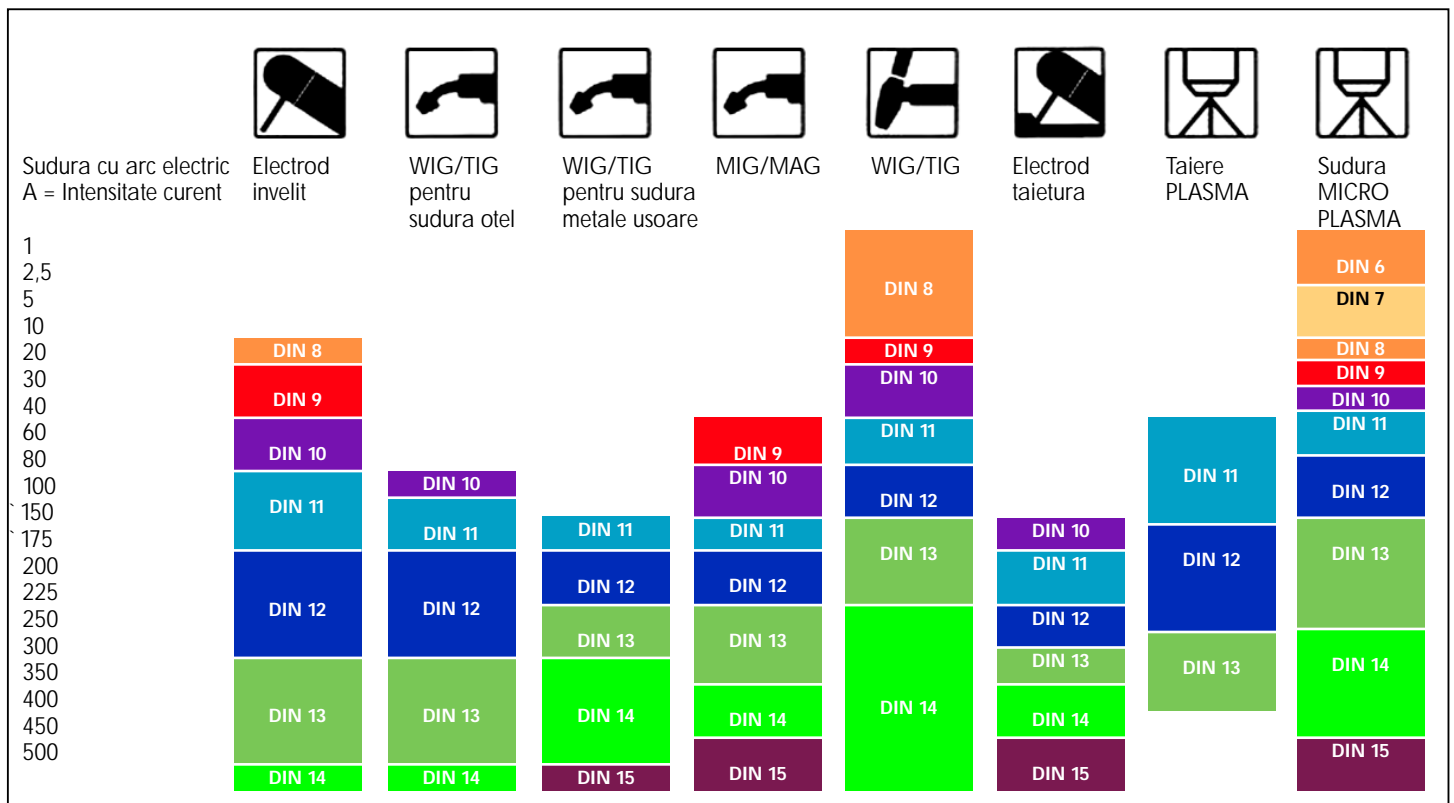 Sudura cu arc electric
A = Intensitate curent
Electrod
invelit
WIG/TIG
pentru
sudura otel
WIG/TIG
pentru sudura
metale usoare
MIG/MAG
WIG/TIG
Electrod
taietura
Taiere
PLASMA
Sudura
MICRO
PLASMA
1
2,5
5
10
20
30
40
60
80
100
` 150
` 175
200
225
250
300
350
400
450
500
DIN 8
DIN 9
DIN 10
DIN 11
DIN 12
DIN 13
DIN 14
DIN 10
DIN 11
DIN 12
DIN 13
DIN 14
DIN 11
DIN 12
DIN 13
DIN 14
DIN 15
DIN 9
DIN 10
DIN 11
DIN 12
DIN 13
DIN 14
DIN 15
DIN 8
DIN 9
DIN 10
DIN 11
DIN 12
DIN 13
DIN 14
DIN 10
DIN 11
DIN 12
DIN 13
DIN 14
DIN 15
DIN 11
DIN 12
DIN 13
DIN 6
DIN 7
DIN 8
DIN 9
DIN 10
DIN 11
DIN 12
DIN 13
DIN 14
DIN 15